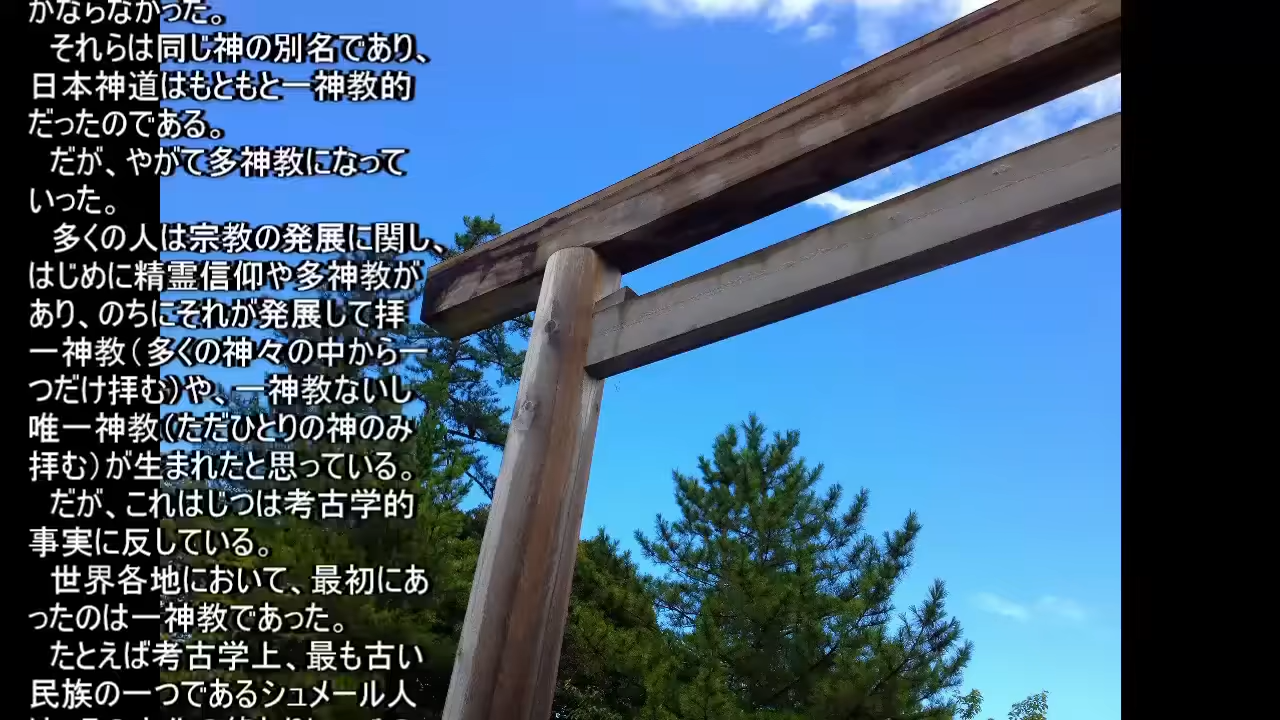 かならなかった。
それらは同じ神の別名であり、
日本神道はもともと一神教的
だったのである。
だが、やがて多神教になって
いった。
多くの人は宗教の発展に関し、
はじめに精霊信仰や多神教が
あり、のちにそれが発展して拝
一神教（多くの神々の中から一
つだけ拝む）や、一神教ないし
唯一神教（ただひとりの神のみ
拝む）が生まれたと思っている。
だが、これはじつは考古学的
事実に反している。
世界各地において、最初にあ
ったのは一神教であった。
たとえば考古学上、最も古い
民族の一つであるシュメール人